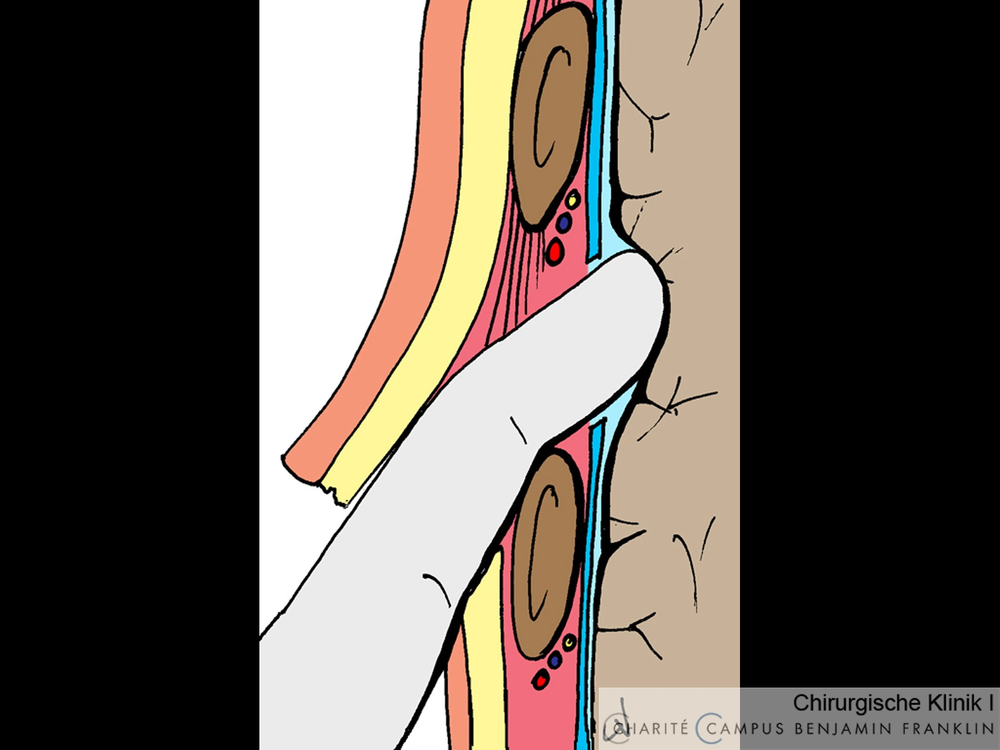 Chirurgische Klinik I
CHARITÉ CAMPUS BENJAMIN FRANKLIN